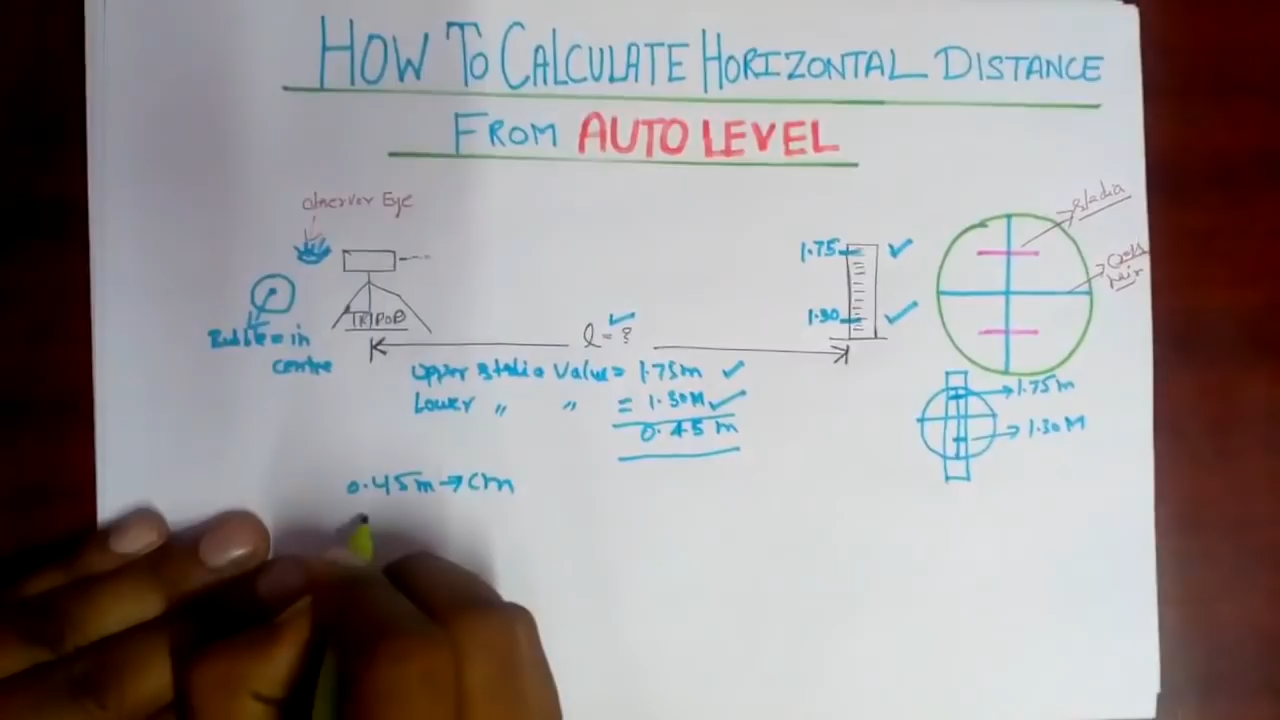 HOW TO CALCULATE HORIZONTAL DISTANCE
FROM AUTO LEVEL
observer Eye
stadia
1.75
Cross
hair
1.30
TRIPOD
Bubble in
centre
l = ?
Upper stadia Value = 1.75m
Lower " " = 1.30M
0.45 m
1.75m
1.30M
0.45m → cm